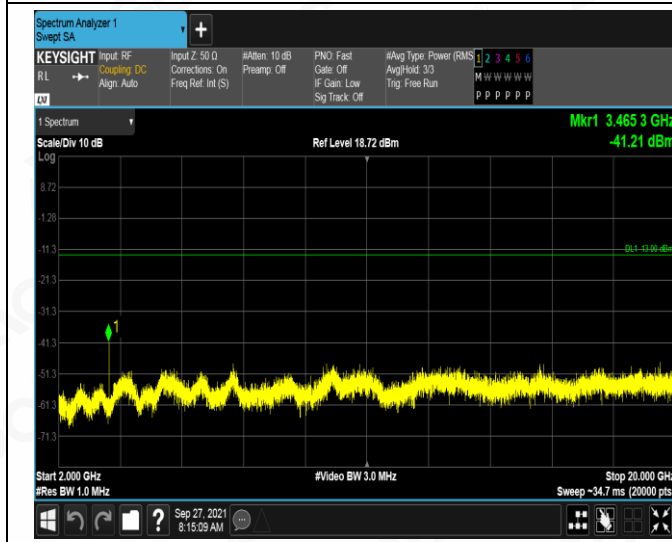 Spectrum Analyzer 1
Swept SA
+
KEYSIGHT Input: RF Input Z: 50 Ω #Atten: 10 dB PNO: Fast #Avg Type: Power (RMS 1 2 3 4 5 6
RL Coupling: DC Corrections: On Preamp: Off Gate: Off Avg|Hold: 3/3 M W W W W W
Align: Auto Freq Ref: Int (S) IF Gain: Low Trig: Free Run
LXI Sig Track: Off P P P P P P
1 Spectrum Mkr1 3.465 3 GHz
Scale/Div 10 dB Ref Level 18.72 dBm -41.21 dBm
Log
8.72
-1.28
-11.3 DL1 -13.00 dBm
-21.3
-31.3
1
-41.3
-51.3
-61.3
-71.3
Start 2.000 GHz #Video BW 3.0 MHz Stop 20.000 GHz
#Res BW 1.0 MHz Sweep ~34.7 ms (20000 pts
? Sep 27, 2021
8:15:09 AM